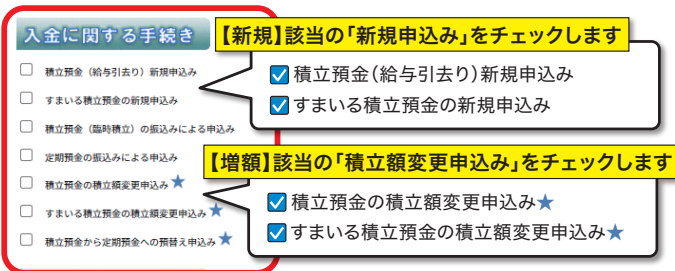 入金に関する手続き
【新規】該当の「新規申込み」をチェックします
積立預金（給与引去り）新規申込み
すまいる積立預金の新規申込み
積立預金（臨時積立）の振込みによる申込み
定期預金の振込みによる申込み
積立預金の積立額変更申込み★
すまいる積立預金の積立額変更申込み★
積立預金から定期預金への預替え申込み★
積立預金（給与引去り）新規申込み
すまいる積立預金の新規申込み
【増額】該当の「積立額変更申込み」をチェックします
積立預金の積立額変更申込み★
すまいる積立預金の積立額変更申込み★